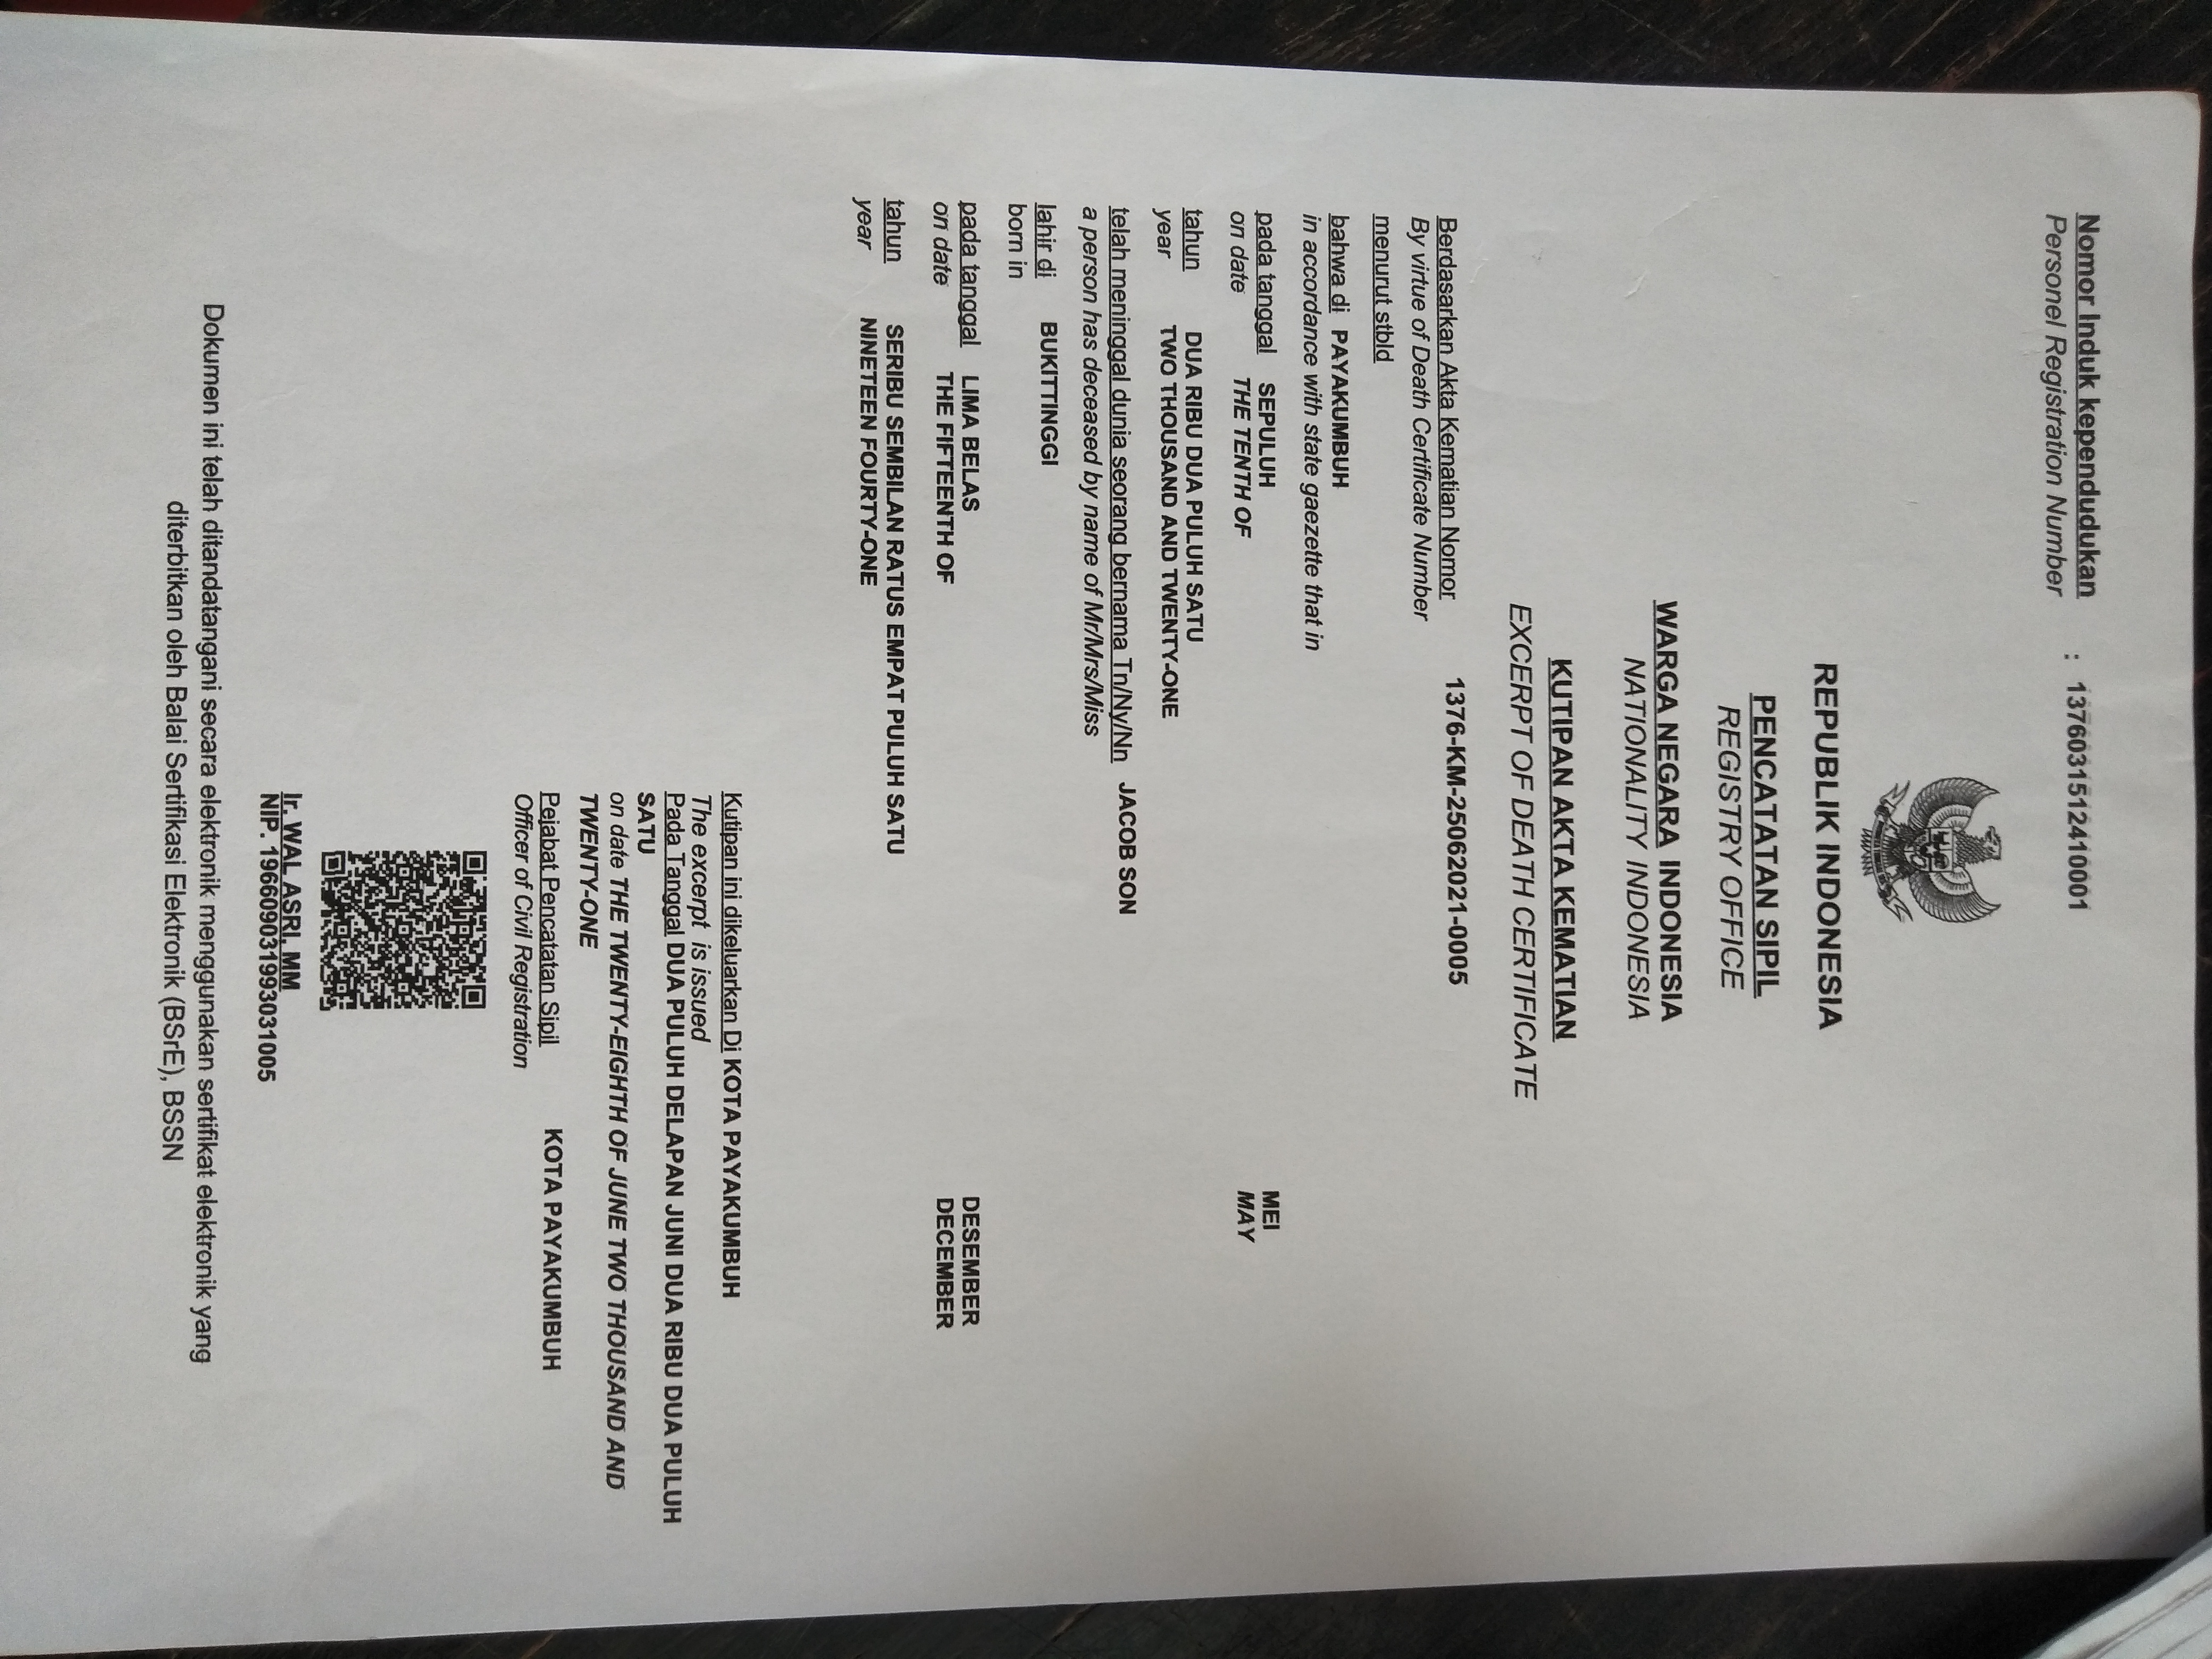 Nomor Induk kependudukan : 1376031512410001
Personel Registration Number
REPUBLIK INDONESIA
PENCATATAN SIPIL
REGISTRY OFFICE
WARGA NEGARA INDONESIA
NATIONALITY INDONESIA
KUTIPAN AKTA KEMATIAN
EXCERPT OF DEATH CERTIFICATE
Berdasarkan Akta Kematian Nomor 1376-KM-25062021-0005
By virtue of Death Certificate Number
menurut stbld
bahwa di PAYAKUMBUH
in accordance with state gaezette that in
pada tanggal SEPULUH MEI
on date THE TENTH OF MAY
tahun DUA RIBU DUA PULUH SATU
year TWO THOUSAND AND TWENTY-ONE
telah meninggal dunia seorang bernama Tn/Ny/Nn JACOB SON
a person has deceased by name of Mr/Mrs/Miss
lahir di BUKITTINGGI
born in
pada tanggal LIMA BELAS DESEMBER
on date THE FIFTEENTH OF DECEMBER
tahun SERIBU SEMBILAN RATUS EMPAT PULUH SATU
year NINETEEN FOURTY-ONE
Kutipan ini dikeluarkan Di KOTA PAYAKUMBUH
The excerpt is issued
Pada Tanggal DUA PULUH DELAPAN JUNI DUA RIBU DUA PULUH
SATU
on date THE TWENTY-EIGHTH OF JUNE TWO THOUSAND AND
TWENTY-ONE
Pejabat Pencatatan Sipil KOTA PAYAKUMBUH
Officer of Civil Registration
Ir. WAL ASRI, MM
NIP. 196609031993031005
Dokumen ini telah ditandatangani secara elektronik menggunakan sertifikat elektronik yang
diterbitkan oleh Balai Sertifikasi Elektronik (BSrE), BSSN